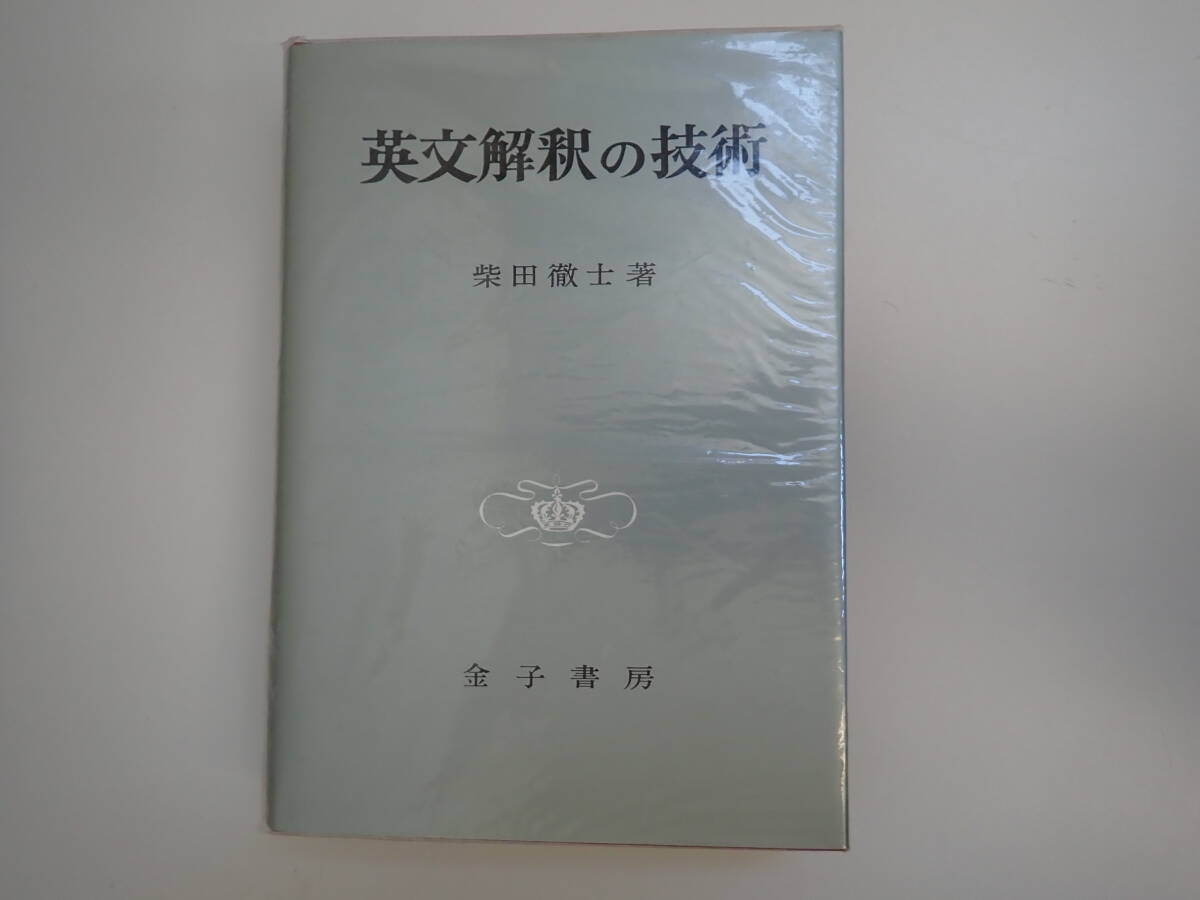 英文解釈の技術
柴田徹士著
金子書房